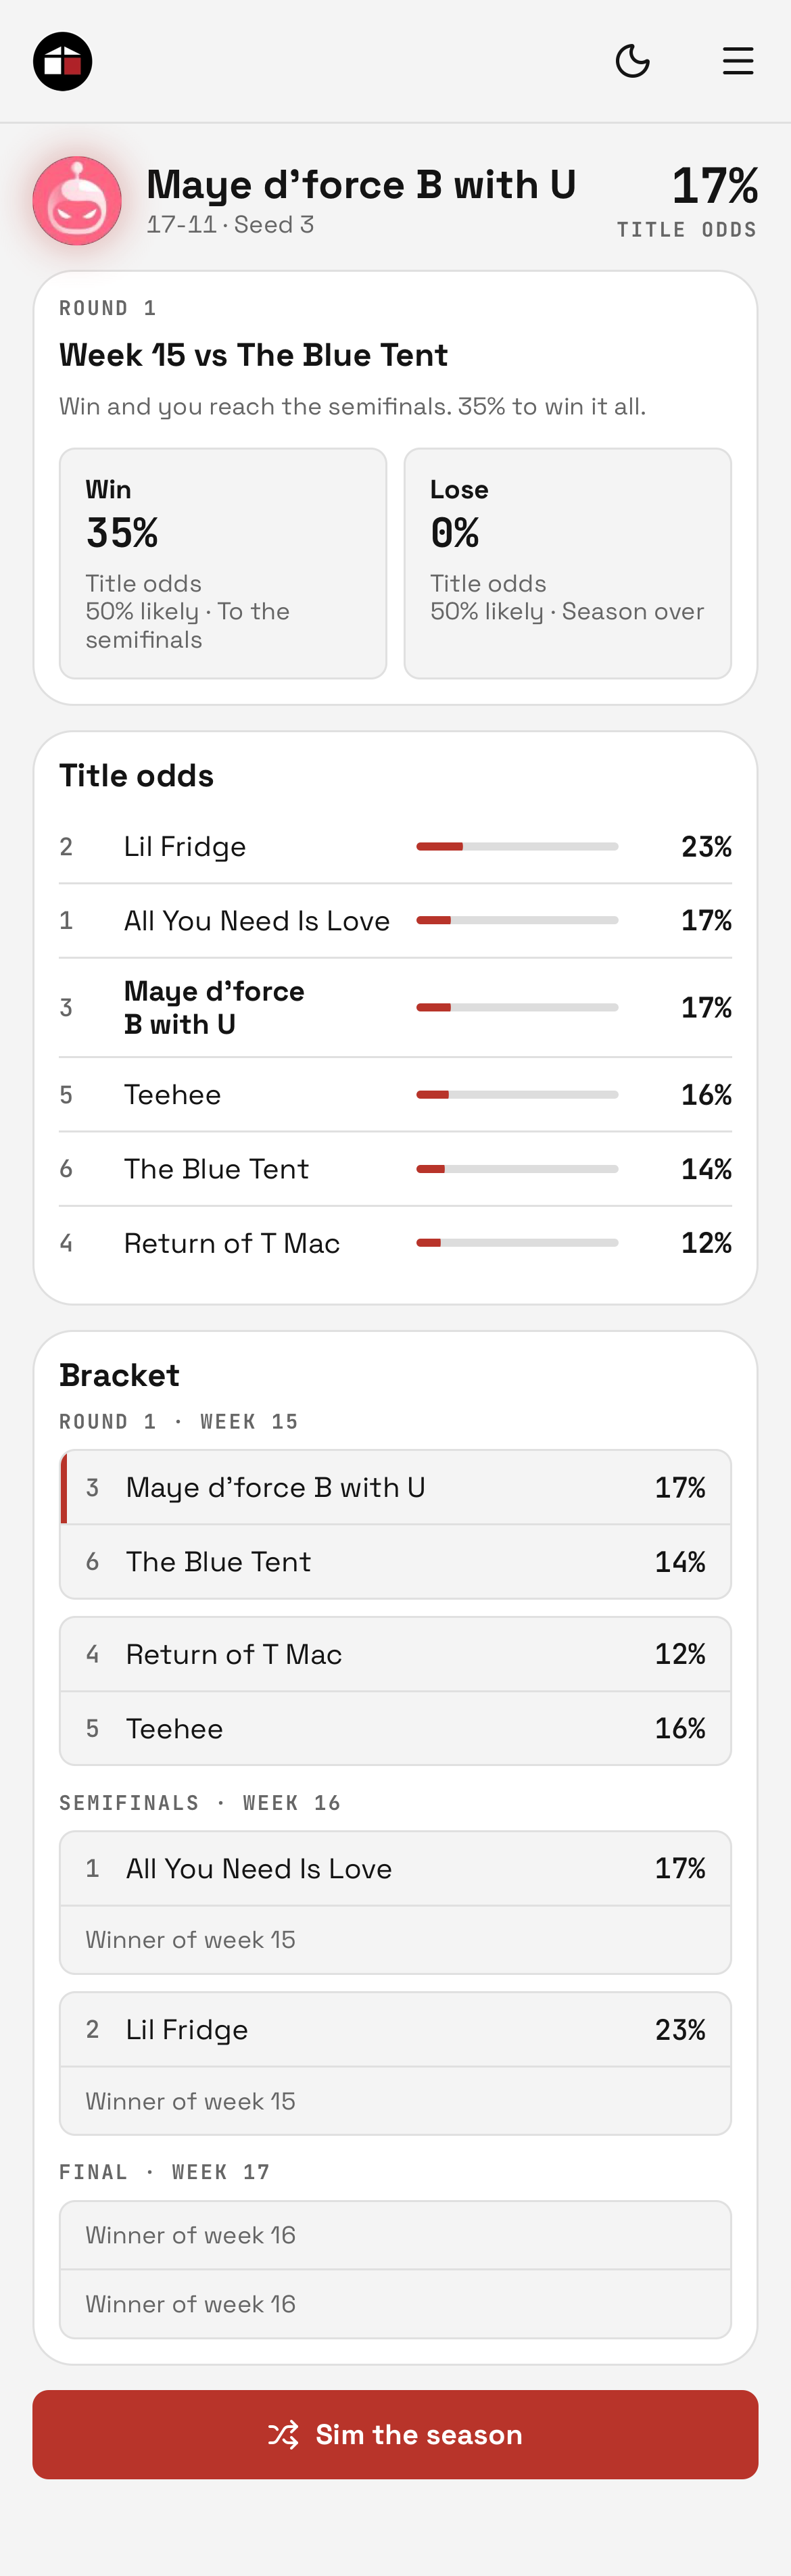 Maye d'force B with U
17-11 · Seed 3
17%
TITLE ODDS
ROUND 1
Week 15 vs The Blue Tent
Win and you reach the semifinals. 35% to win it all.
Win
35%
Title odds
50% likely · To the
semifinals
Lose
0%
Title odds
50% likely · Season over
Title odds
2 Lil Fridge 23%
1 All You Need Is Love 17%
3 Maye d'force
B with U 17%
5 Teehee 16%
6 The Blue Tent 14%
4 Return of T Mac 12%
Bracket
ROUND 1 · WEEK 15
3 Maye d'force B with U 17%
6 The Blue Tent 14%
4 Return of T Mac 12%
5 Teehee 16%
SEMIFINALS · WEEK 16
1 All You Need Is Love 17%
Winner of week 15
2 Lil Fridge 23%
Winner of week 15
FINAL · WEEK 17
Winner of week 16
Winner of week 16
Sim the season